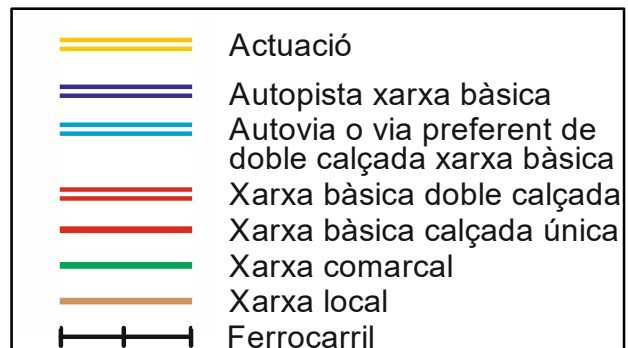 Actuació
Autopista xarxa bàsica
Autovia o via preferent de
doble calçada xarxa bàsica
Xarxa bàsica doble calçada
Xarxa bàsica calçada única
Xarxa comarcal
Xarxa local
Ferrocarril